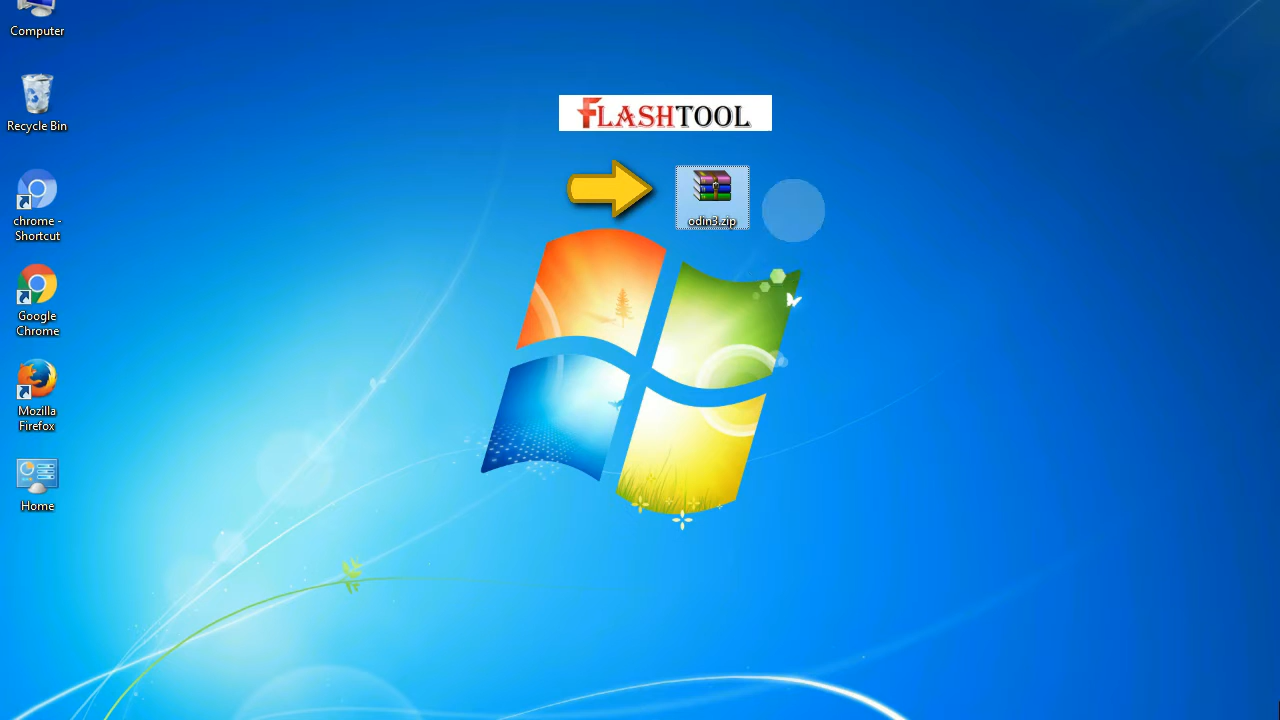 Computer
Recycle Bin
chrome -
Shortcut
Google
Chrome
Mozilla
Firefox
Home
FLASHTOOL
odin3.zip